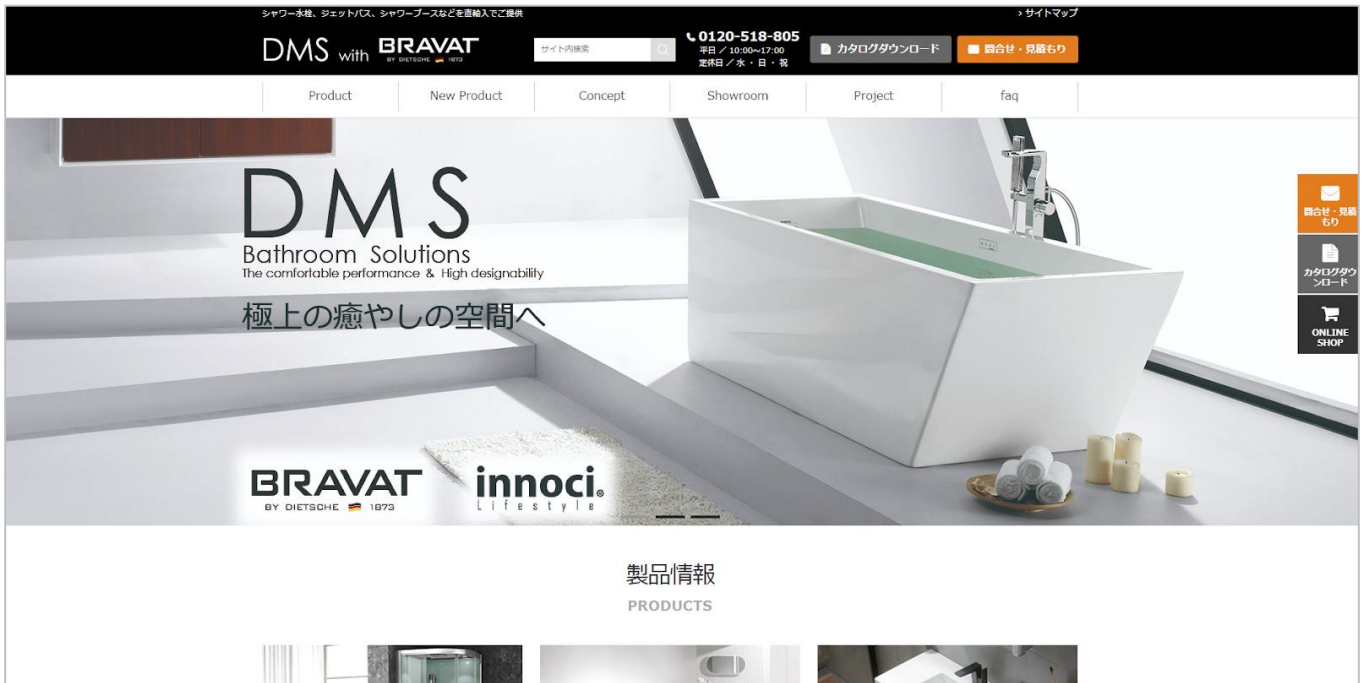 シャワー水栓、ジェットバス、シャワーブースなどを直輸入でご提供
› サイトマップ
DMS with BRAVAT
BY DIETSCHE 1873
サイト内検索
0120-518-805
平日 / 10:00~17:00
定休日 / 水・日・祝
カタログダウンロード
問合せ・見積もり
Product
New Product
Concept
Showroom
Project
faq
DMS
Bathroom Solutions
The comfortable performance & High designability
極上の癒やしの空間へ
問合せ・見積
もり
カタログダウ
ンロード
ONLINE
SHOP
BRAVAT
BY DIETSCHE 1873
innoci®
Lifestyle
製品情報
PRODUCTS